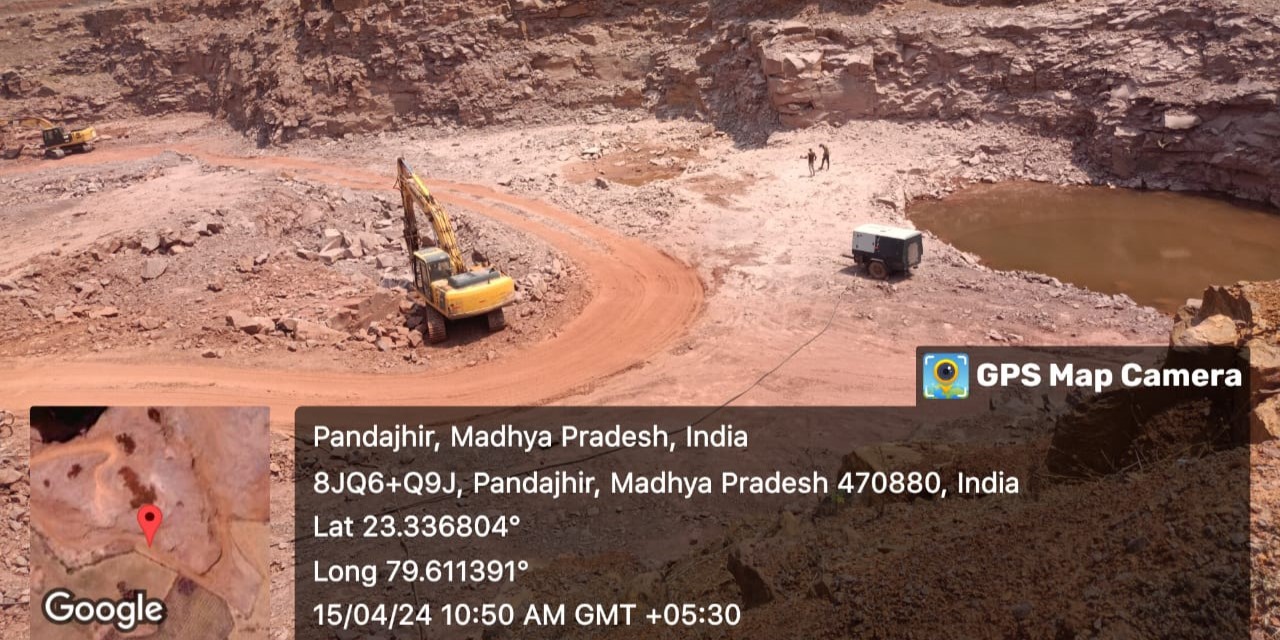 GPS Map Camera
Pandajhir, Madhya Pradesh, India
8JQ6+Q9J, Pandajhir, Madhya Pradesh 470880, India
Lat 23.336804°
Long 79.611391°
15/04/24 10:50 AM GMT +05:30
Google